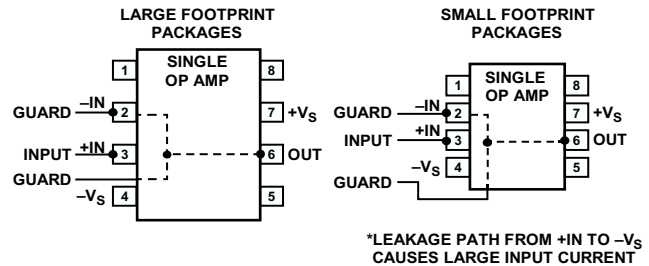 LARGE FOOTPRINT
PACKAGES
SINGLE
OP AMP
1
8
–IN
GUARD
2
7
+VS
+IN
INPUT
3
6
OUT
GUARD
–VS
4
5
SMALL FOOTPRINT
PACKAGES
SINGLE
OP AMP
1
8
–IN
GUARD
2
7
+VS
+IN
INPUT
3
6
OUT
–VS
4
5
GUARD
*LEAKAGE PATH FROM +IN TO –VS
CAUSES LARGE INPUT CURRENT